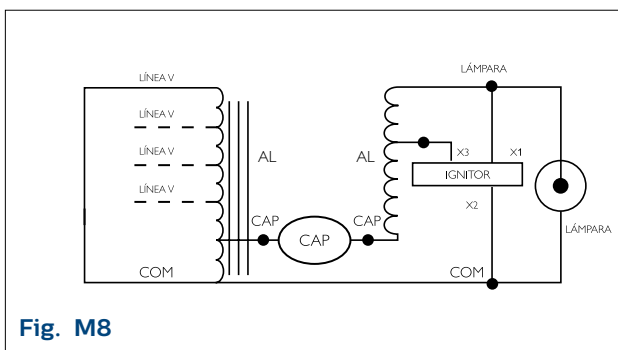 LÍNEA V
LÁMPARA
LÍNEA V
LÍNEA V
AL
AL
X3
X1
IGNITOR
LÍNEA V
X2
CAP
CAP
CAP
LÁMPARA
COM
COM
Fig. M8